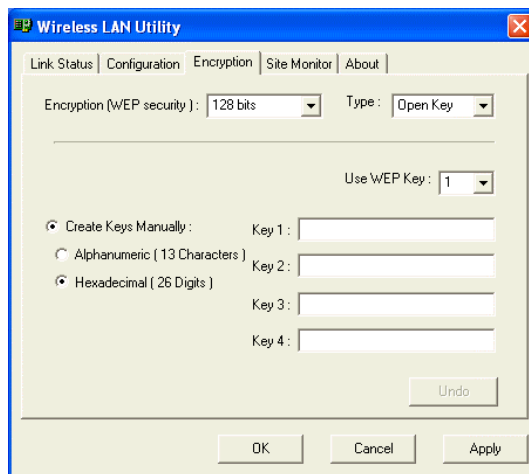 Wireless LAN Utility
Link Status Configuration Encryption Site Monitor About
Encryption (WEP security ) : 128 bits Type : Open Key
Use WEP Key : 1
Create Keys Manually :
Alphanumeric ( 13 Characters )
Hexadecimal ( 26 Digits )
Key 1 :
Key 2 :
Key 3 :
Key 4 :
Undo
OK Cancel Apply